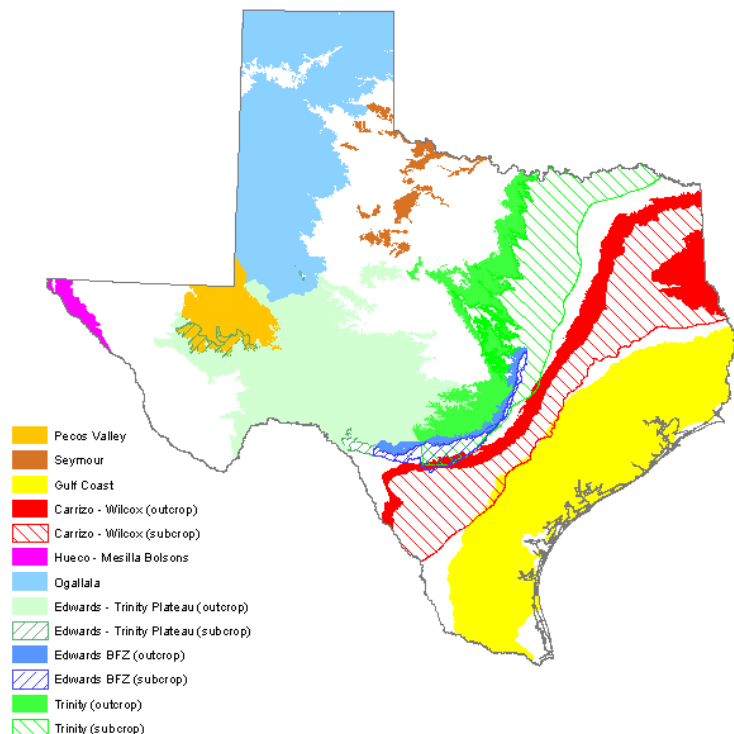 Pecos Valley
Seymour
Gulf Coast
Carrizo - Wilcox (outcrop)
Carrizo - Wilcox (subcrop)
Hueco - Mesilla Bolsons
Ogallala
Edwards - Trinity Plateau (outcrop)
Edwards - Trinity Plateau (subcrop)
Edwards BFZ (outcrop)
Edwards BFZ (subcrop)
Trinity (outcrop)
Trinity (subcrop)